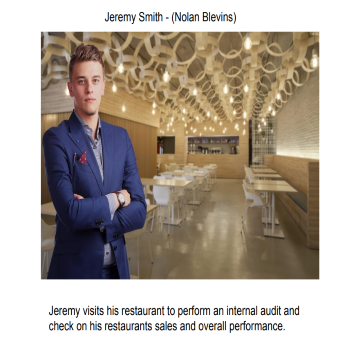 Jeremy Smith - (Nolan Blevins)
Jeremy visits his restaurant to perform an internal audit and
check on his restaurants sales and overall performance.